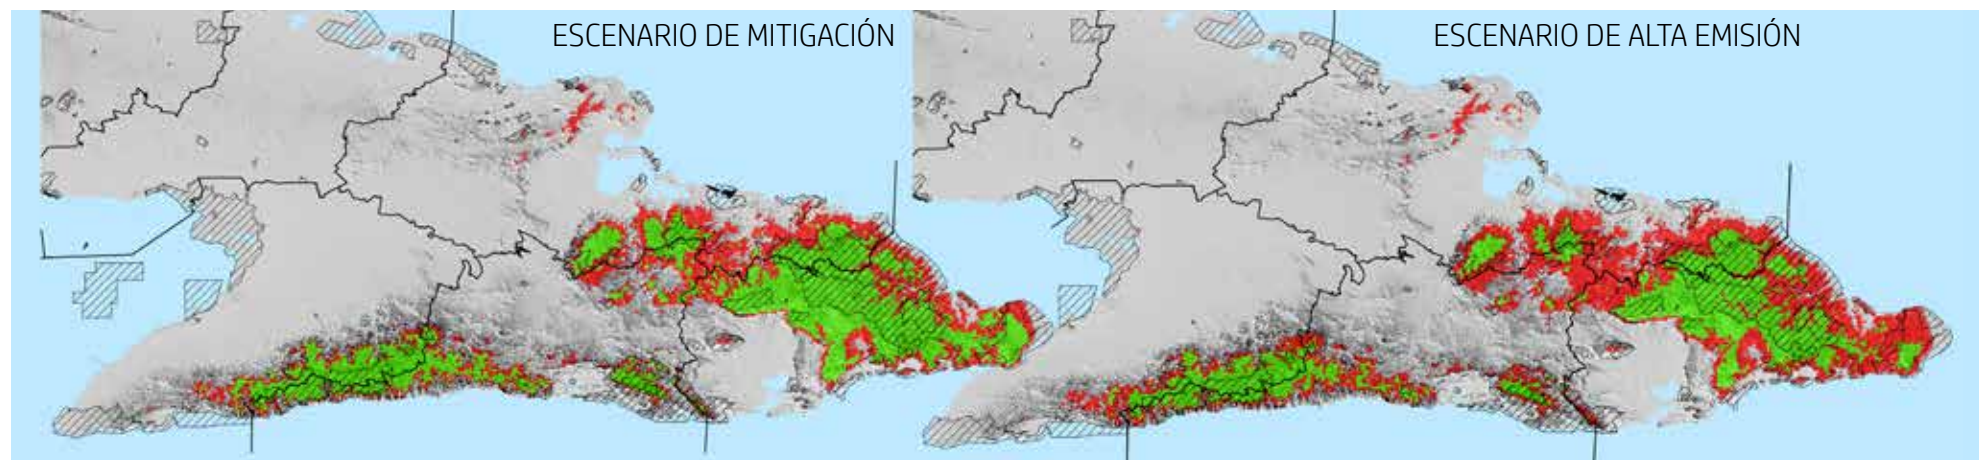 ESCENARIO DE MITIGACIÓN
ESCENARIO DE ALTA EMISIÓN